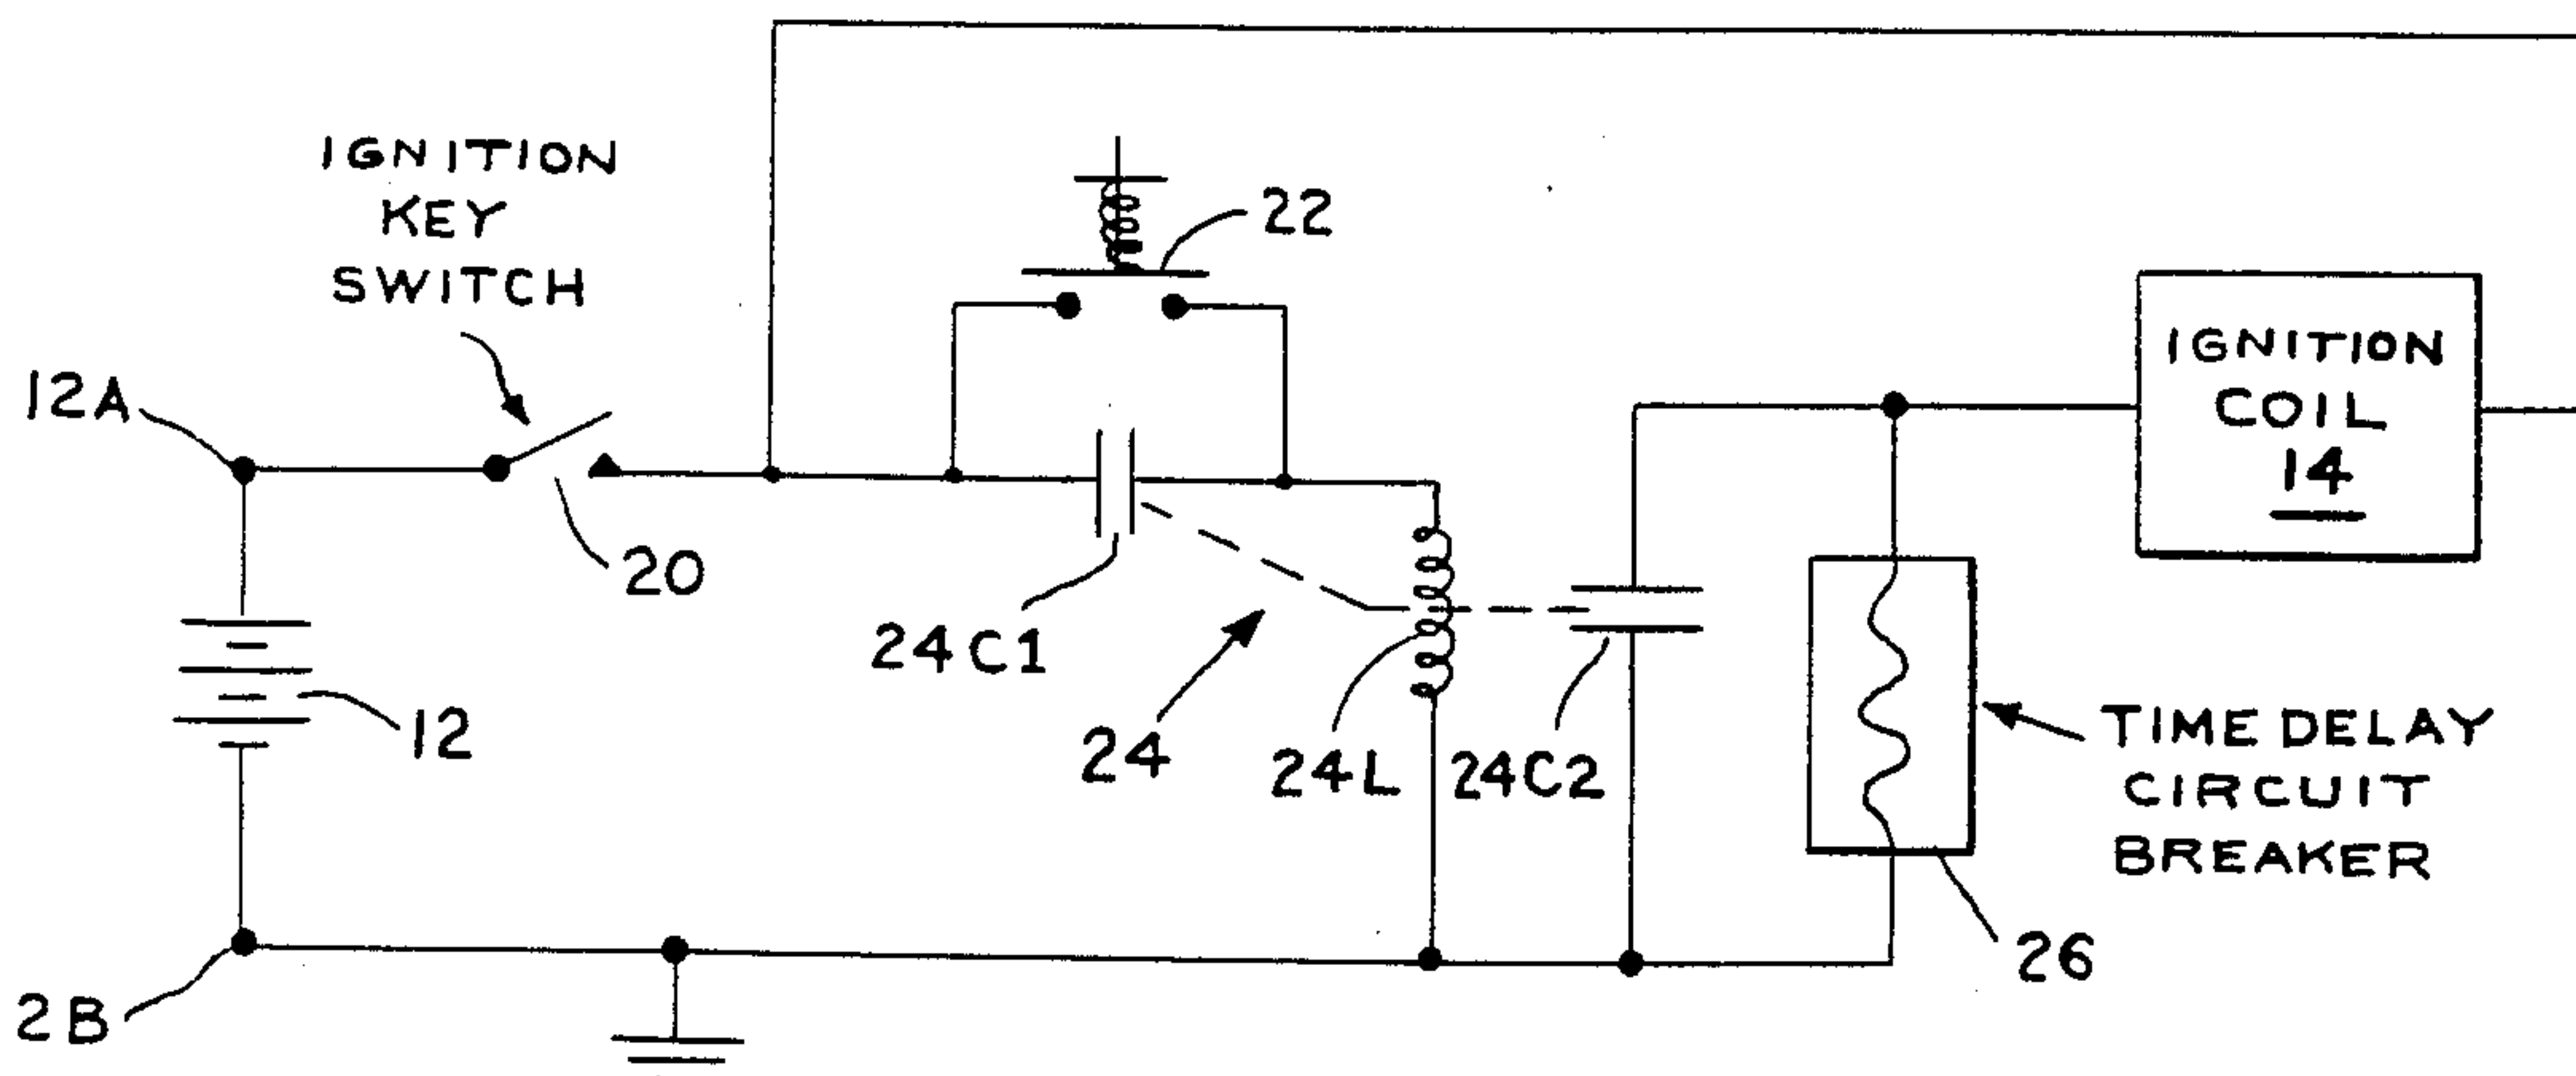 IGNITION
KEY
SWITCH
22
12A
IGNITION
COIL
14
20
24C1
12
24
24L
24C2
TIME DELAY
CIRCUIT
BREAKER
26
2B